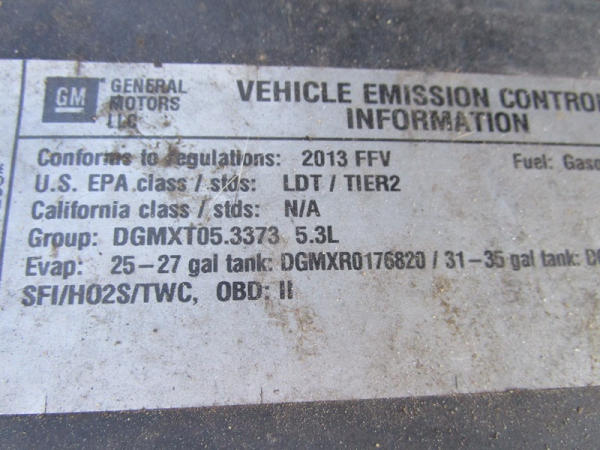 GM GENERAL MOTORS LLC
VEHICLE EMISSION CONTRO
INFORMATION
Conforms to regulations: 2013 FFV Fuel: Gaso
U.S. EPA class / stds: LDT / TIER2
California class / stds: N/A
Group: DGMXT05.3373 5.3L
Evap: 25-27 gal tank: DGMXR0176820 / 31-35 gal tank: DG
SFI/HO2S/TWC, OBD: II